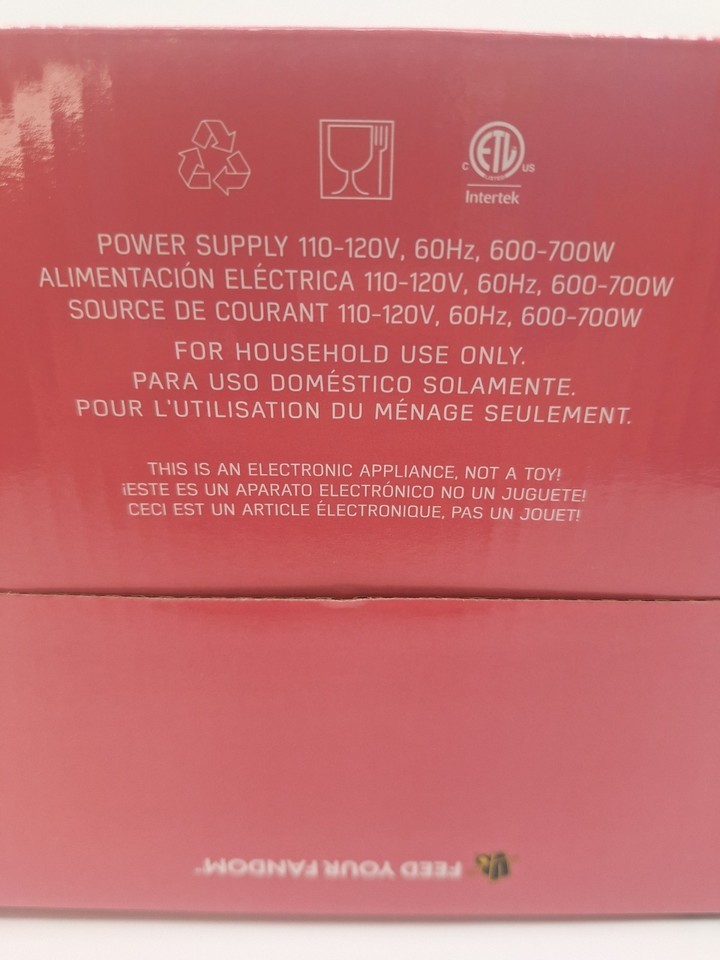 C ETL US
LISTED
Intertek
POWER SUPPLY 110-120V, 60Hz, 600-700W
ALIMENTACIÓN ELÉCTRICA 110-120V, 60Hz, 600-700W
SOURCE DE COURANT 110-120V, 60Hz, 600-700W
FOR HOUSEHOLD USE ONLY.
PARA USO DOMÉSTICO SOLAMENTE.
POUR L'UTILISATION DU MÉNAGE SEULEMENT.
THIS IS AN ELECTRONIC APPLIANCE, NOT A TOY!
¡ESTE ES UN APARATO ELECTRÓNICO NO UN JUGUETE!
CECI EST UN ARTICLE ÉLECTRONIQUE, PAS UN JOUET!
FEED YOUR FANDOM™